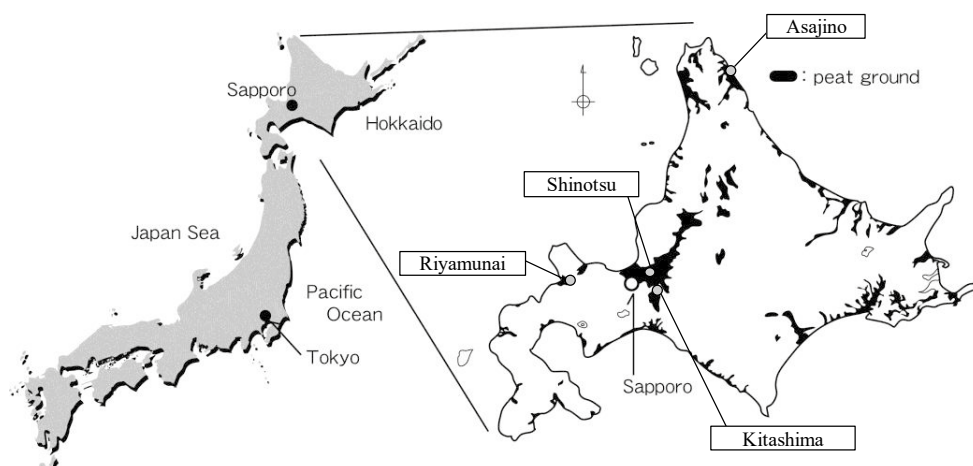 Sapporo
Hokkaido
Japan Sea
Pacific
Ocean
Tokyo
Asajino
: peat ground
Shinotsu
Riyamunai
Sapporo
Kitashima